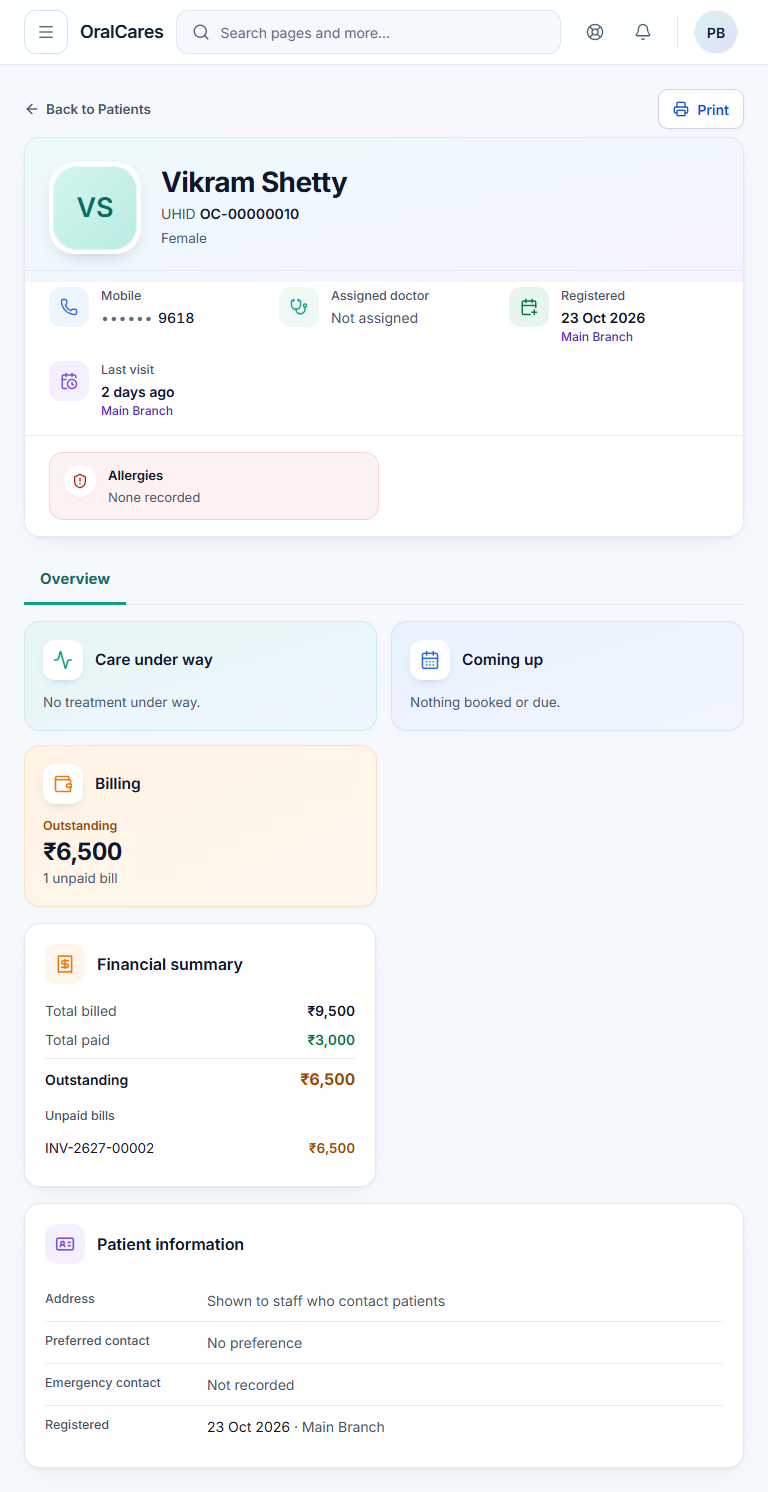 OralCares
Search pages and more...
PB
Back to Patients
Print
VS
Vikram Shetty
UHID OC-00000010
Female
Mobile
•••••• 9618
Assigned doctor
Not assigned
Registered
23 Oct 2026
Main Branch
Last visit
2 days ago
Main Branch
Allergies
None recorded
Overview
Care under way
No treatment under way.
Coming up
Nothing booked or due.
Billing
Outstanding
₹6,500
1 unpaid bill
Financial summary
Total billed ₹9,500
Total paid ₹3,000
Outstanding ₹6,500
Unpaid bills
INV-2627-00002 ₹6,500
Patient information
Address Shown to staff who contact patients
Preferred contact No preference
Emergency contact Not recorded
Registered 23 Oct 2026 · Main Branch